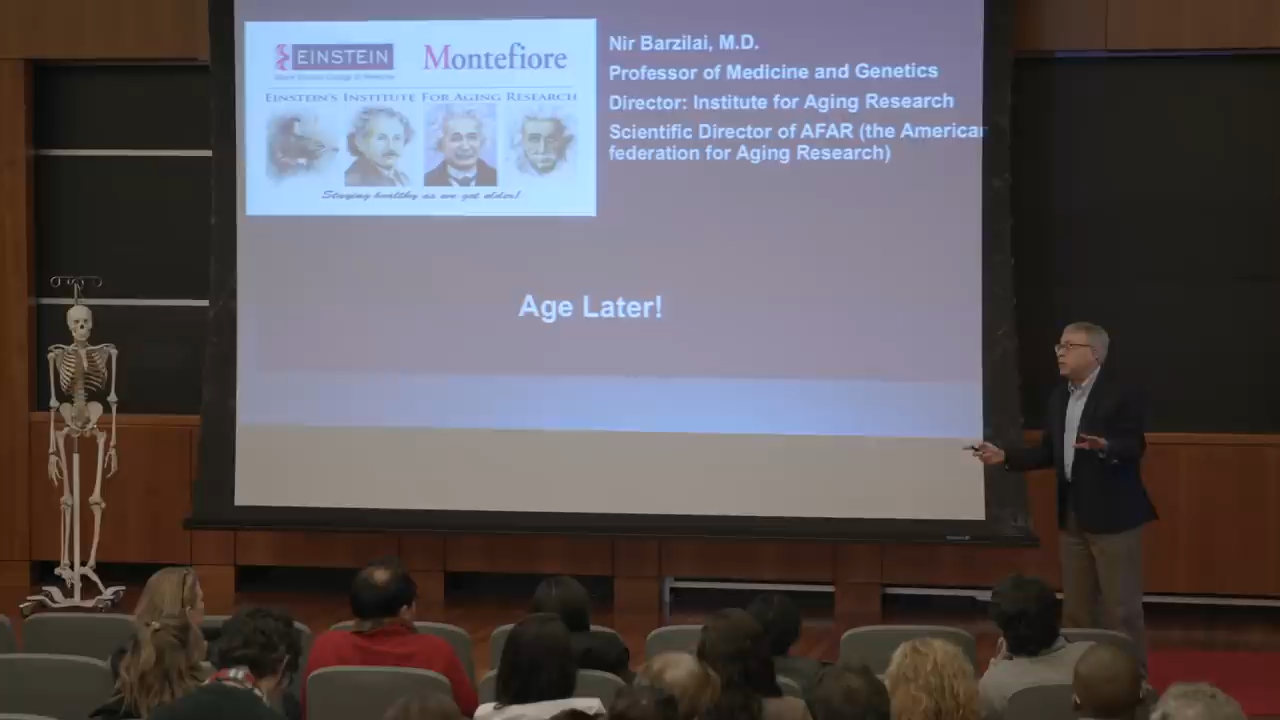 EINSTEIN
Montefiore
EINSTEIN'S INSTITUTE FOR AGING RESEARCH
Staying healthy as we get older!
Nir Barzilai, M.D.
Professor of Medicine and Genetics
Director: Institute for Aging Research
Scientific Director of AFAR (the American
federation for Aging Research)
Age Later!